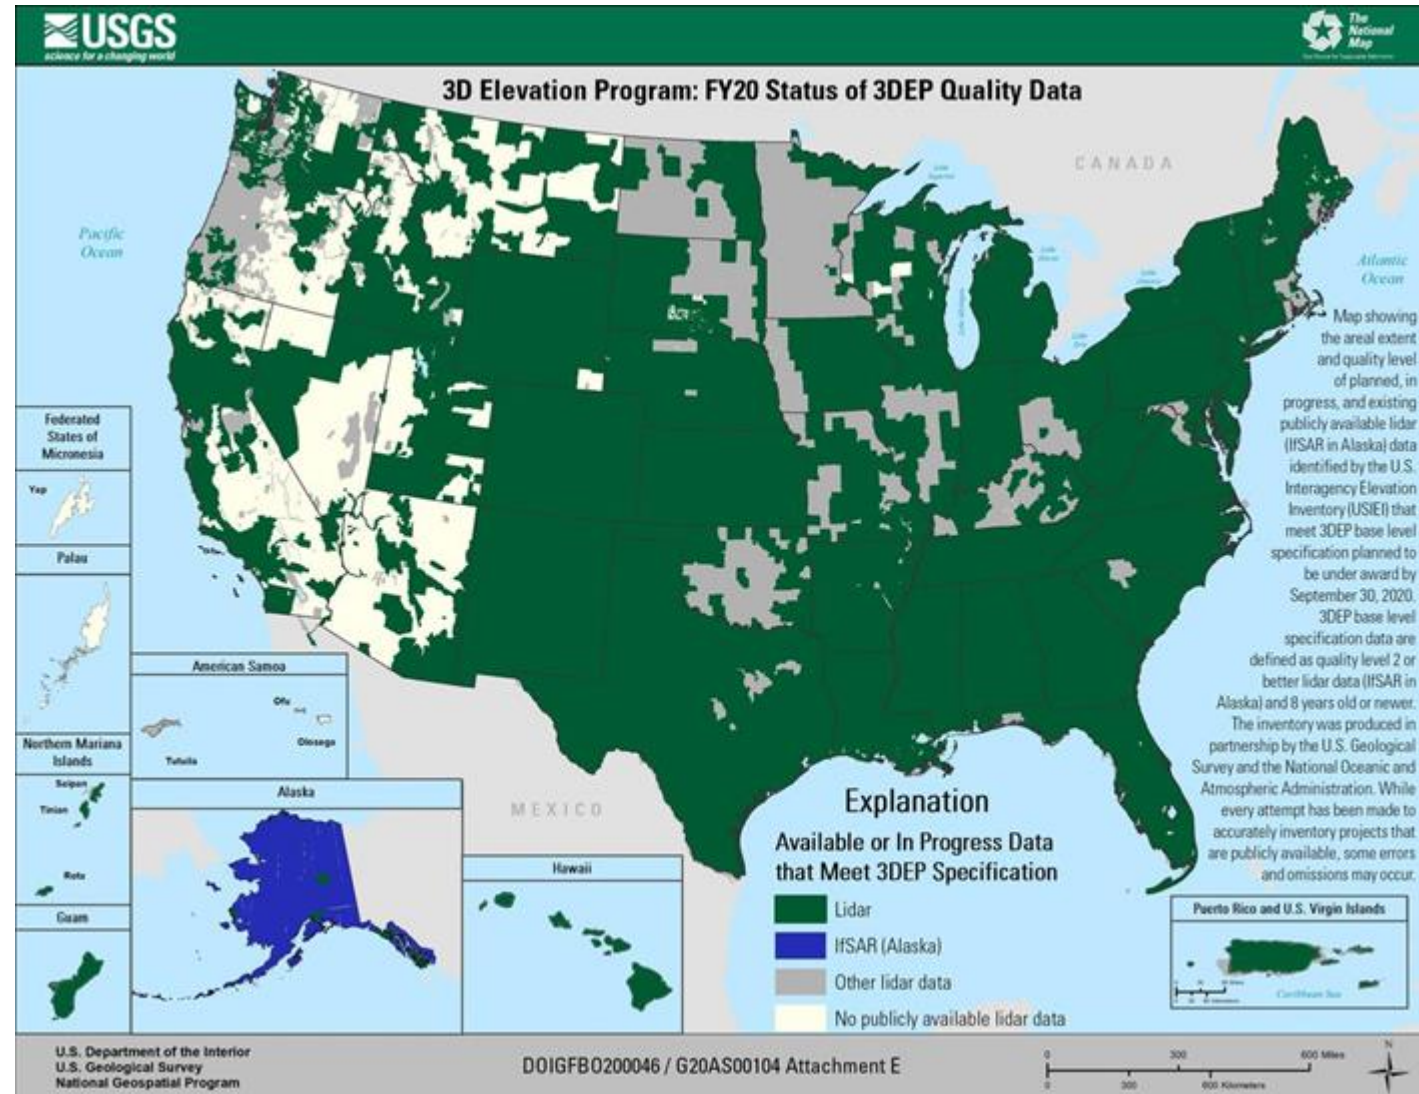 USGS
science for a changing world
The
National
Map
3D Elevation Program: FY20 Status of 3DEP Quality Data
CANADA
Pacific
Ocean
Atlantic
Ocean
Lake
Superior
Lake Michigan
Lake
Huron
Lake
Erie
Lake
Ontario
Map showing
the areal extent
and quality level
of planned, in
progress, and existing
publicly available lidar
(IfSAR in Alaska) data
identified by the U.S.
Interagency Elevation
Inventory (USIEI) that
meet 3DEP base level
specification planned to
be under award by
September 30, 2020.
3DEP base level
specification data are
defined as quality level 2 or
better lidar data (IfSAR in
Alaska) and 8 years old or newer.
The inventory was produced in
partnership by the U.S. Geological
Survey and the National Oceanic and
Atmospheric Administration. While
every attempt has been made to
accurately inventory projects that
are publicly available, some errors
and omissions may occur.
Federated
States of
Micronesia
Yap
Palau
American Samoa
Ofu
Olosega
Tutuila
Northern Mariana
Islands
Saipan
Tinian
Rota
Guam
Alaska
MEXICO
Hawaii
Explanation
Available or In Progress Data
that Meet 3DEP Specification
Lidar
IfSAR (Alaska)
Other lidar data
No publicly available lidar data
Puerto Rico and U.S. Virgin Islands
Caribbean Sea
U.S. Department of the Interior
U.S. Geological Survey
National Geospatial Program
DOIGFBO200046 / G20AS00104 Attachment E
0 300 600 Miles
0 300 600 Kilometers
N